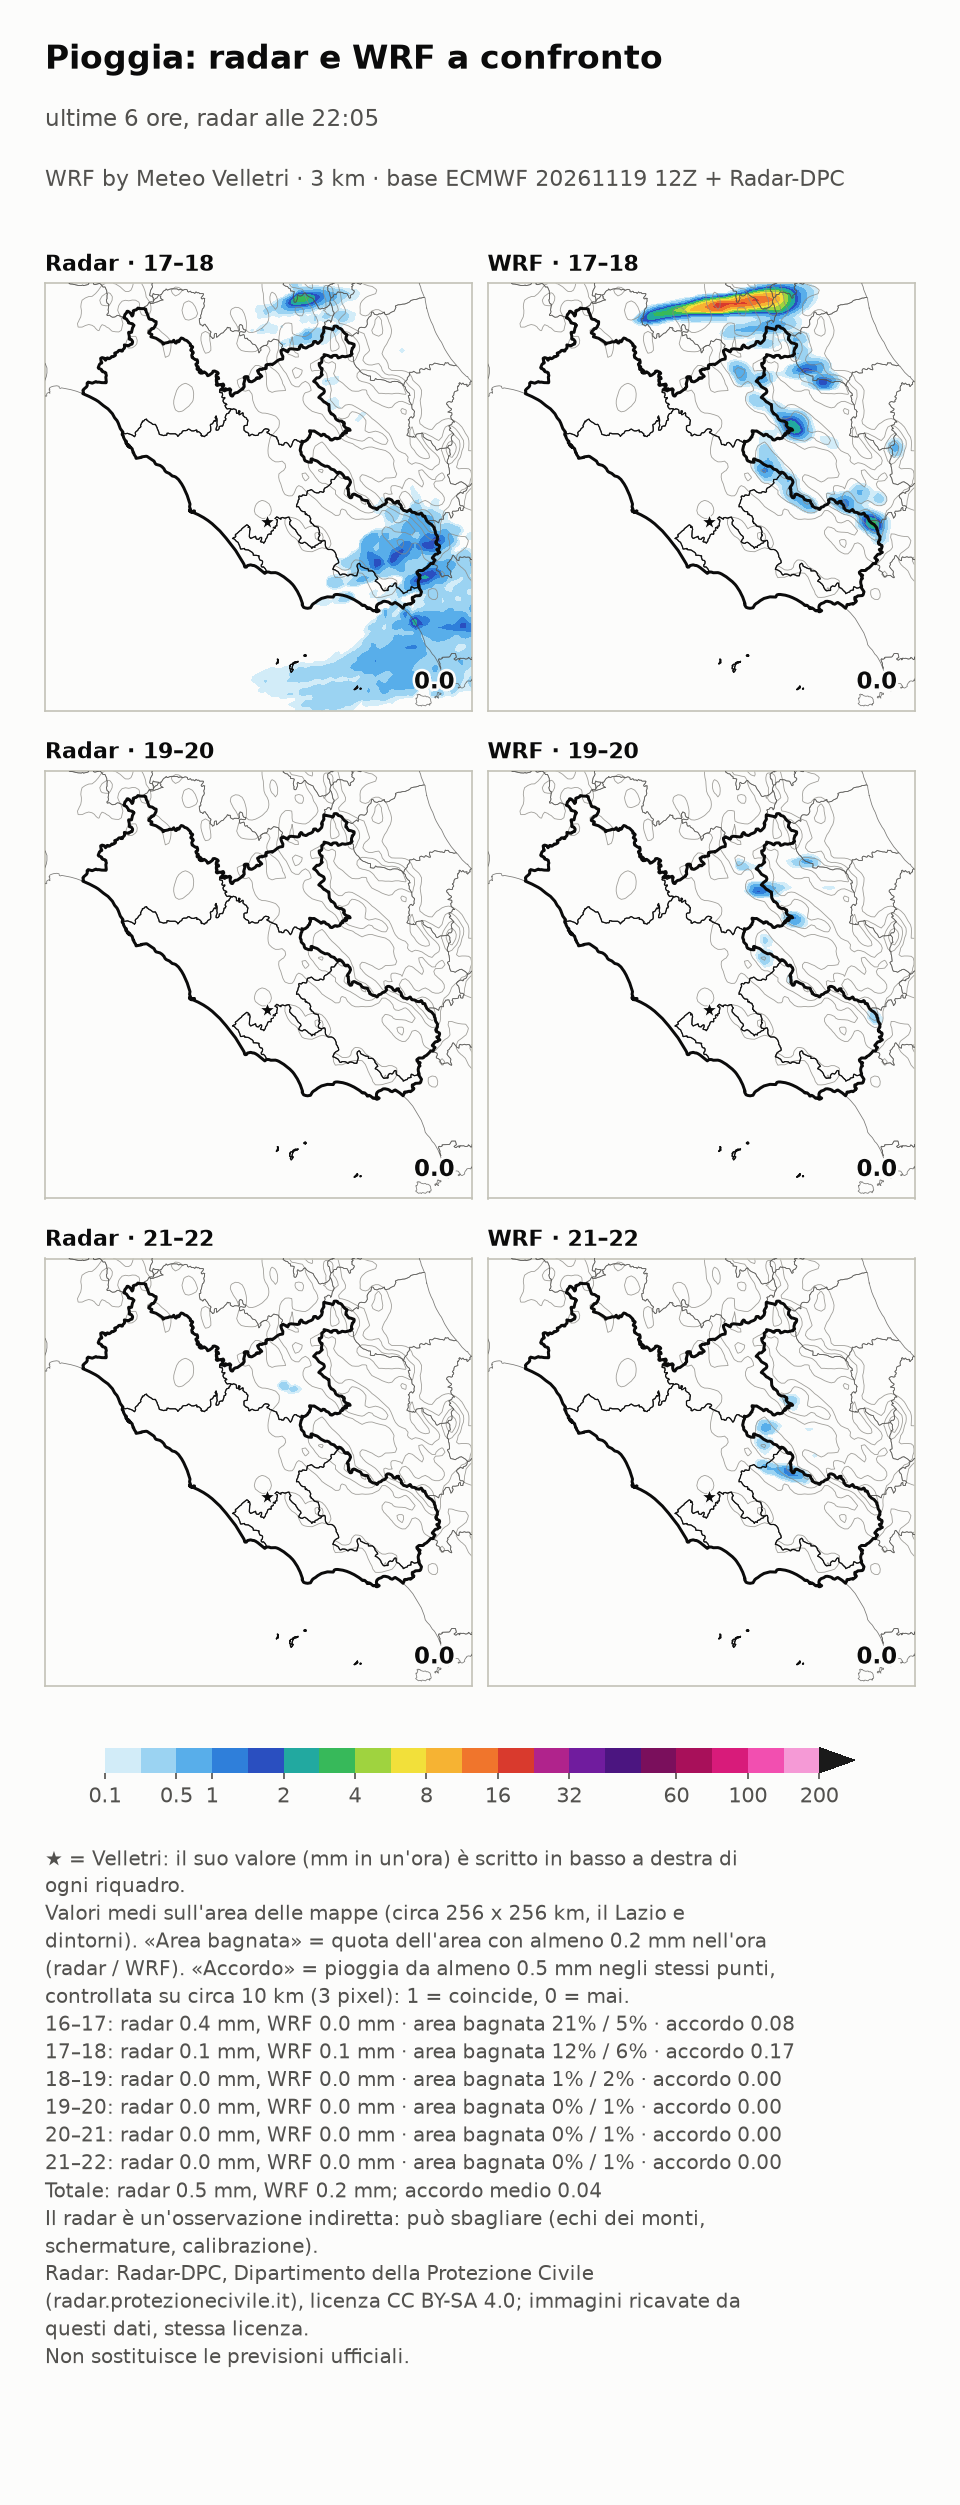 Pioggia: radar e WRF a confronto
ultime 6 ore, radar alle 22:05
WRF by Meteo Velletri · 3 km · base ECMWF 20261119 12Z + Radar-DPC
Radar · 17–18
WRF · 17–18
0.0
0.0
Radar · 19–20
WRF · 19–20
0.0
0.0
Radar · 21–22
WRF · 21–22
0.0
0.0
0.1 0.5 1 2 4 8 16 32 60 100 200
★ = Velletri: il suo valore (mm in un'ora) è scritto in basso a destra di
ogni riquadro.
Valori medi sull'area delle mappe (circa 256 x 256 km, il Lazio e
dintorni). «Area bagnata» = quota dell'area con almeno 0.2 mm nell'ora
(radar / WRF). «Accordo» = pioggia da almeno 0.5 mm negli stessi punti,
controllata su circa 10 km (3 pixel): 1 = coincide, 0 = mai.
16–17: radar 0.4 mm, WRF 0.0 mm · area bagnata 21% / 5% · accordo 0.08
17–18: radar 0.1 mm, WRF 0.1 mm · area bagnata 12% / 6% · accordo 0.17
18–19: radar 0.0 mm, WRF 0.0 mm · area bagnata 1% / 2% · accordo 0.00
19–20: radar 0.0 mm, WRF 0.0 mm · area bagnata 0% / 1% · accordo 0.00
20–21: radar 0.0 mm, WRF 0.0 mm · area bagnata 0% / 1% · accordo 0.00
21–22: radar 0.0 mm, WRF 0.0 mm · area bagnata 0% / 1% · accordo 0.00
Totale: radar 0.5 mm, WRF 0.2 mm; accordo medio 0.04
Il radar è un'osservazione indiretta: può sbagliare (echi dei monti,
schermature, calibrazione).
Radar: Radar-DPC, Dipartimento della Protezione Civile
(radar.protezionecivile.it), licenza CC BY-SA 4.0; immagini ricavate da
questi dati, stessa licenza.
Non sostituisce le previsioni ufficiali.